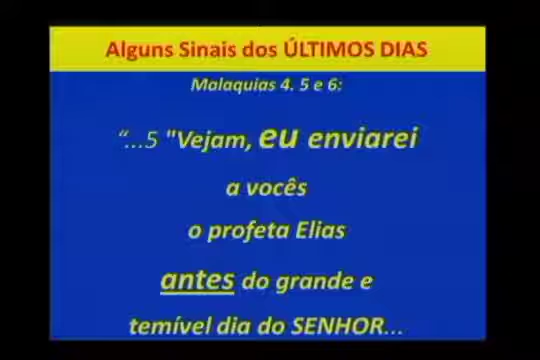 Alguns Sinais dos ÚLTIMOS DIAS
Malaquias 4. 5 e 6:
“...5 "Vejam, eu enviarei
a vocês
o profeta Elias
antes do grande e
temível dia do SENHOR...